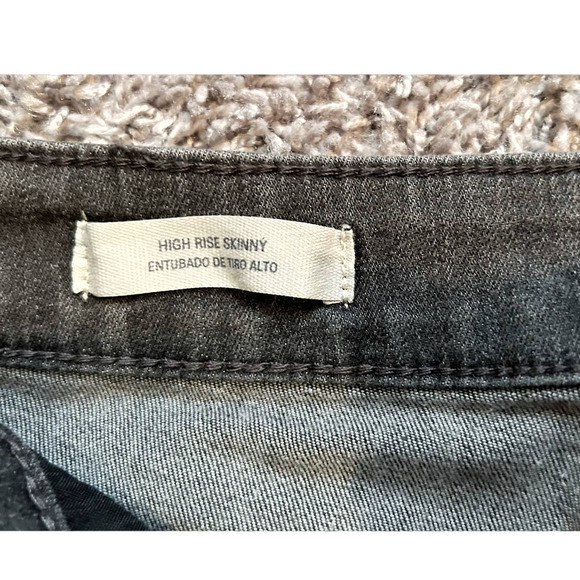 HIGH RISE SKINNY
ENTUBADO DE TIRO ALTO